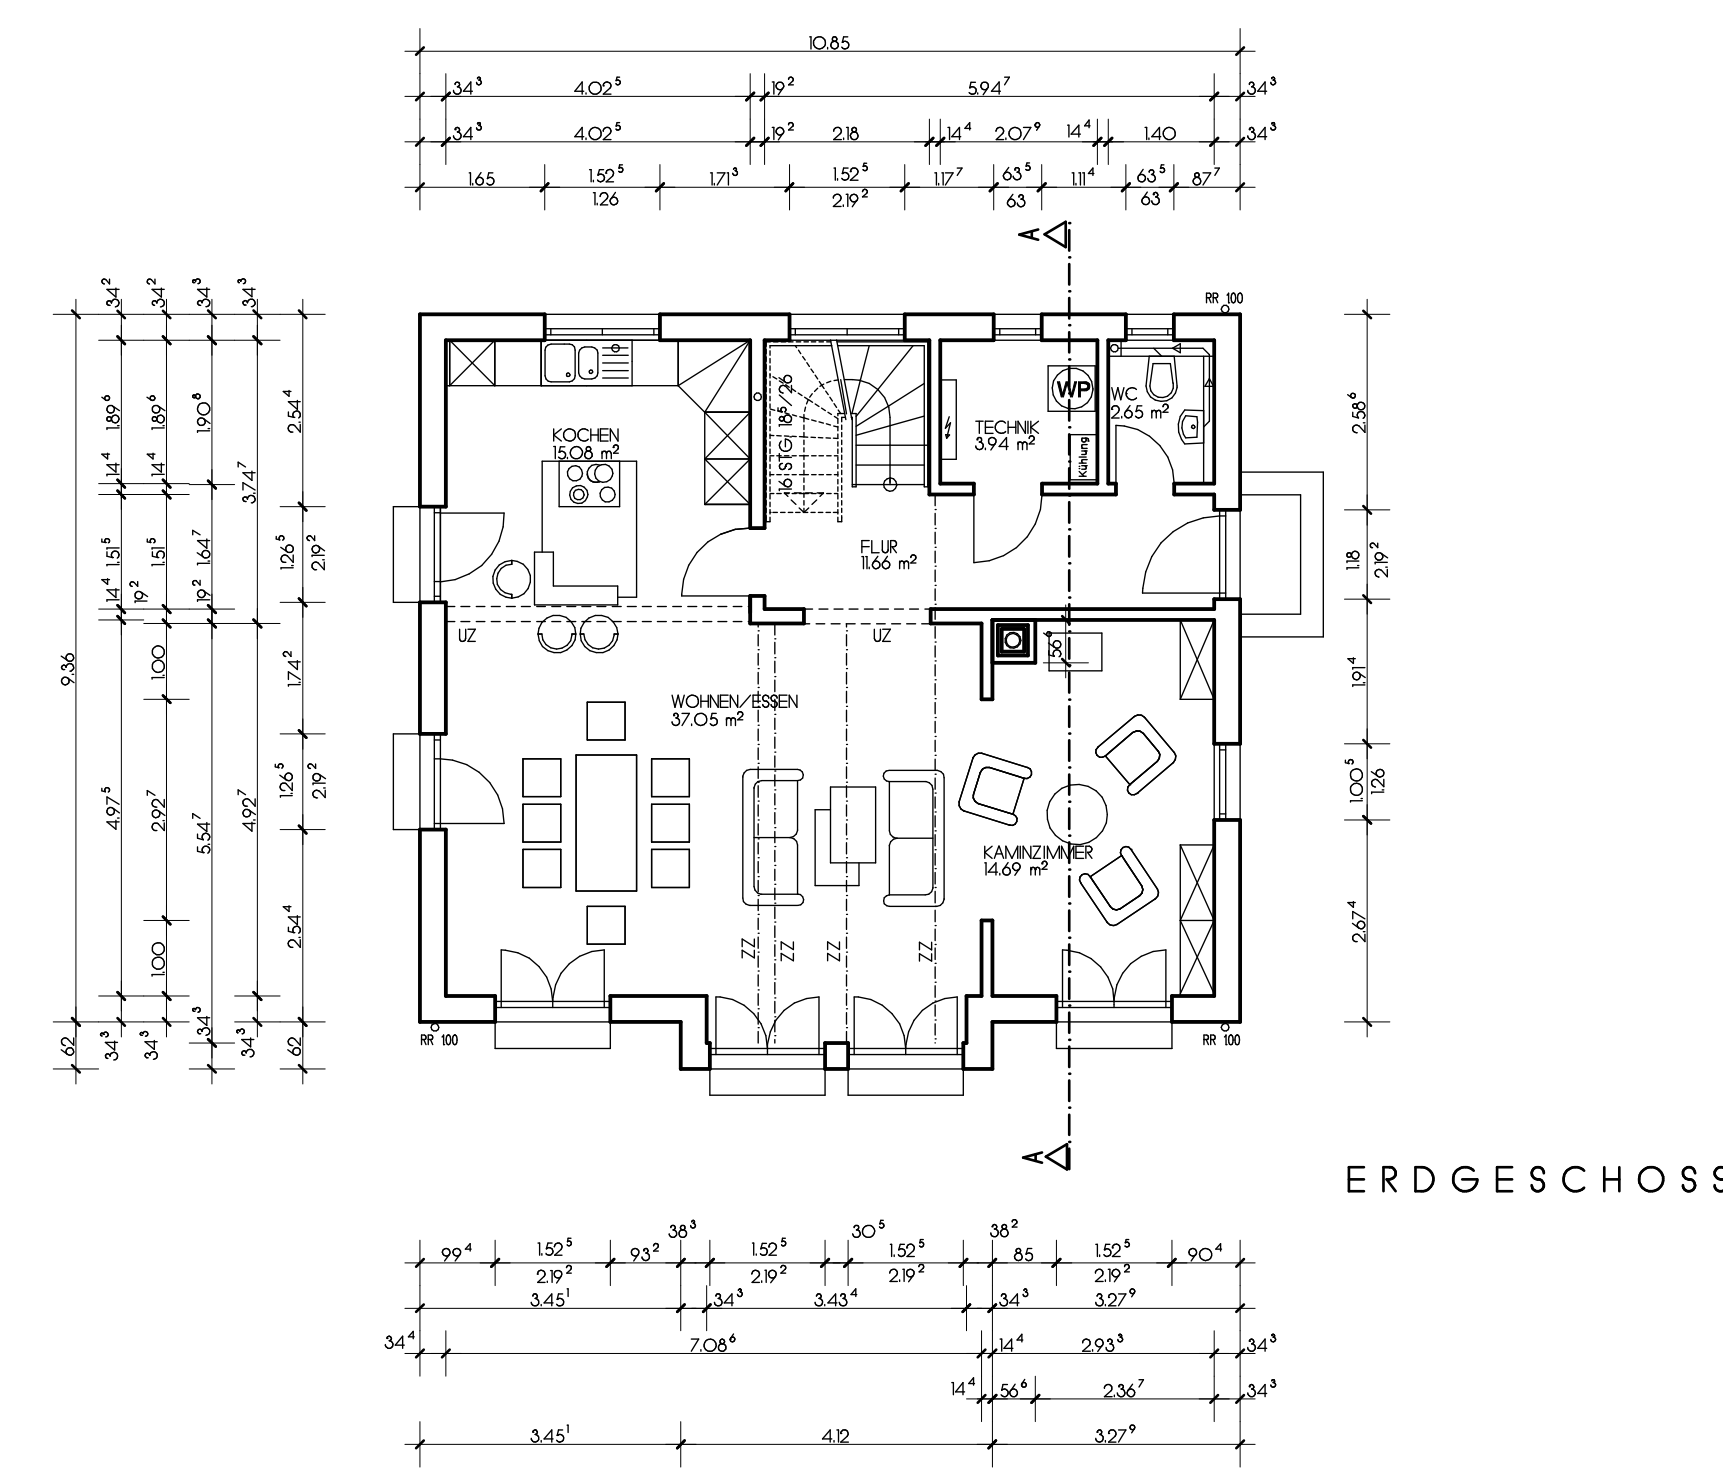 10.85
34³ 4.02⁵ 19² 5.94⁷ 34³
34³ 4.02⁵ 19² 2.18 14⁴ 2.07⁹ 14⁴ 1.40 34³
1.65 1.52⁵ 1.71³ 1.52⁵ 1.17⁷ 63⁵ 1.11⁴ 63⁵ 87⁷
1.26 2.19² 63 63
A
RR 100
34² 34² 34³ 34³
1.89⁶ 1.89⁶ 1.90⁸ 2.54⁴
14⁴ 14⁴ 3.74⁷
1.51⁵ 1.51⁵ 1.64⁷ 1.26⁵ 2.19²
14⁴ 19² 19²
9.36 1.00 1.74²
4.97⁵ 2.92⁷ 5.54⁷ 4.92⁷ 1.26⁵ 2.19²
1.00 2.54⁴
62 34³ 34³ 34³ 34³ 62
KOCHEN
15.08 m²
16 STG 18⁵/26
TECHNIK
3.94 m²
WP
Kühlung
WC
2.65 m²
FLUR
11.66 m²
UZ UZ
56⁶
WOHNEN/ESSEN
37.05 m²
KAMINZIMMER
14.69 m²
ZZ ZZ ZZ ZZ
2.58⁶
1.18 2.19²
1.91⁴
1.00⁵ 1.26
2.67⁴
RR 100 RR 100
A
ERDGESCHOSS
38³ 30⁵ 38²
99⁴ 1.52⁵ 93² 1.52⁵ 1.52⁵ 85 1.52⁵ 90⁴
2.19² 2.19² 2.19² 2.19²
3.45¹ 34³ 3.43⁴ 34³ 3.27⁹
34⁴ 7.08⁶ 14⁴ 2.93³ 34³
14⁴ 56⁶ 2.36⁷ 34³
3.45¹ 4.12 3.27⁹